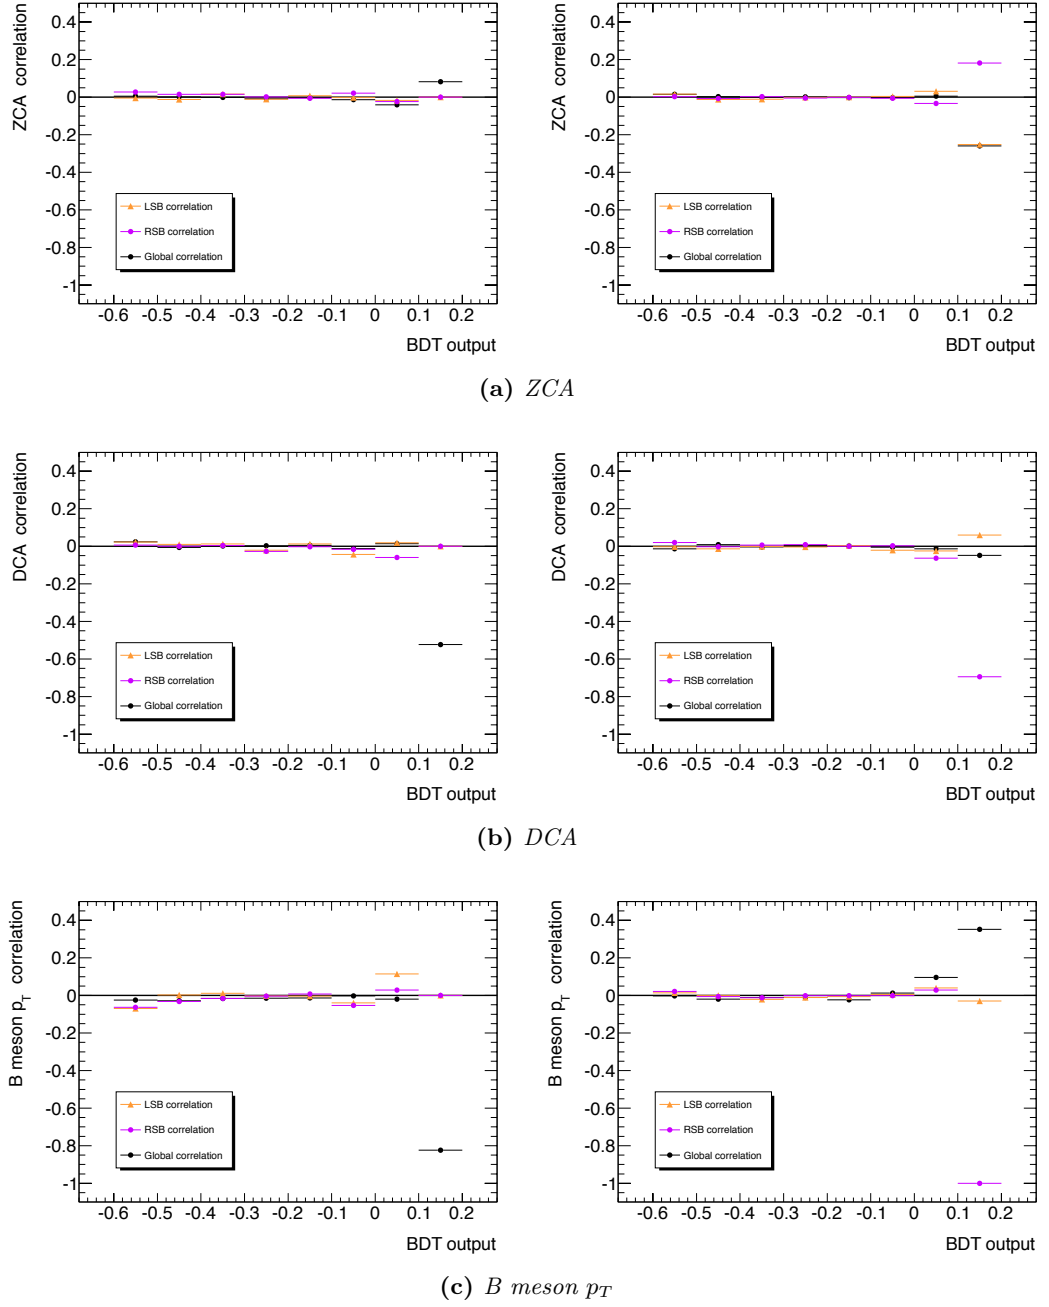 0.4
0.2
0
-0.2
-0.4
-0.6
-0.8
-1
ZCA correlation
LSB correlation
RSB correlation
Global correlation
-0.6 -0.5 -0.4 -0.3 -0.2 -0.1 0 0.1 0.2
BDT output
0.4
0.2
0
-0.2
-0.4
-0.6
-0.8
-1
ZCA correlation
LSB correlation
RSB correlation
Global correlation
-0.6 -0.5 -0.4 -0.3 -0.2 -0.1 0 0.1 0.2
BDT output
(a) ZCA
0.4
0.2
0
-0.2
-0.4
-0.6
-0.8
-1
DCA correlation
LSB correlation
RSB correlation
Global correlation
-0.6 -0.5 -0.4 -0.3 -0.2 -0.1 0 0.1 0.2
BDT output
0.4
0.2
0
-0.2
-0.4
-0.6
-0.8
-1
DCA correlation
LSB correlation
RSB correlation
Global correlation
-0.6 -0.5 -0.4 -0.3 -0.2 -0.1 0 0.1 0.2
BDT output
(b) DCA
0.4
0.2
0
-0.2
-0.4
-0.6
-0.8
-1
B meson p_T correlation
LSB correlation
RSB correlation
Global correlation
-0.6 -0.5 -0.4 -0.3 -0.2 -0.1 0 0.1 0.2
BDT output
0.4
0.2
0
-0.2
-0.4
-0.6
-0.8
-1
B meson p_T correlation
LSB correlation
RSB correlation
Global correlation
-0.6 -0.5 -0.4 -0.3 -0.2 -0.1 0 0.1 0.2
BDT output
(c) B meson p_T